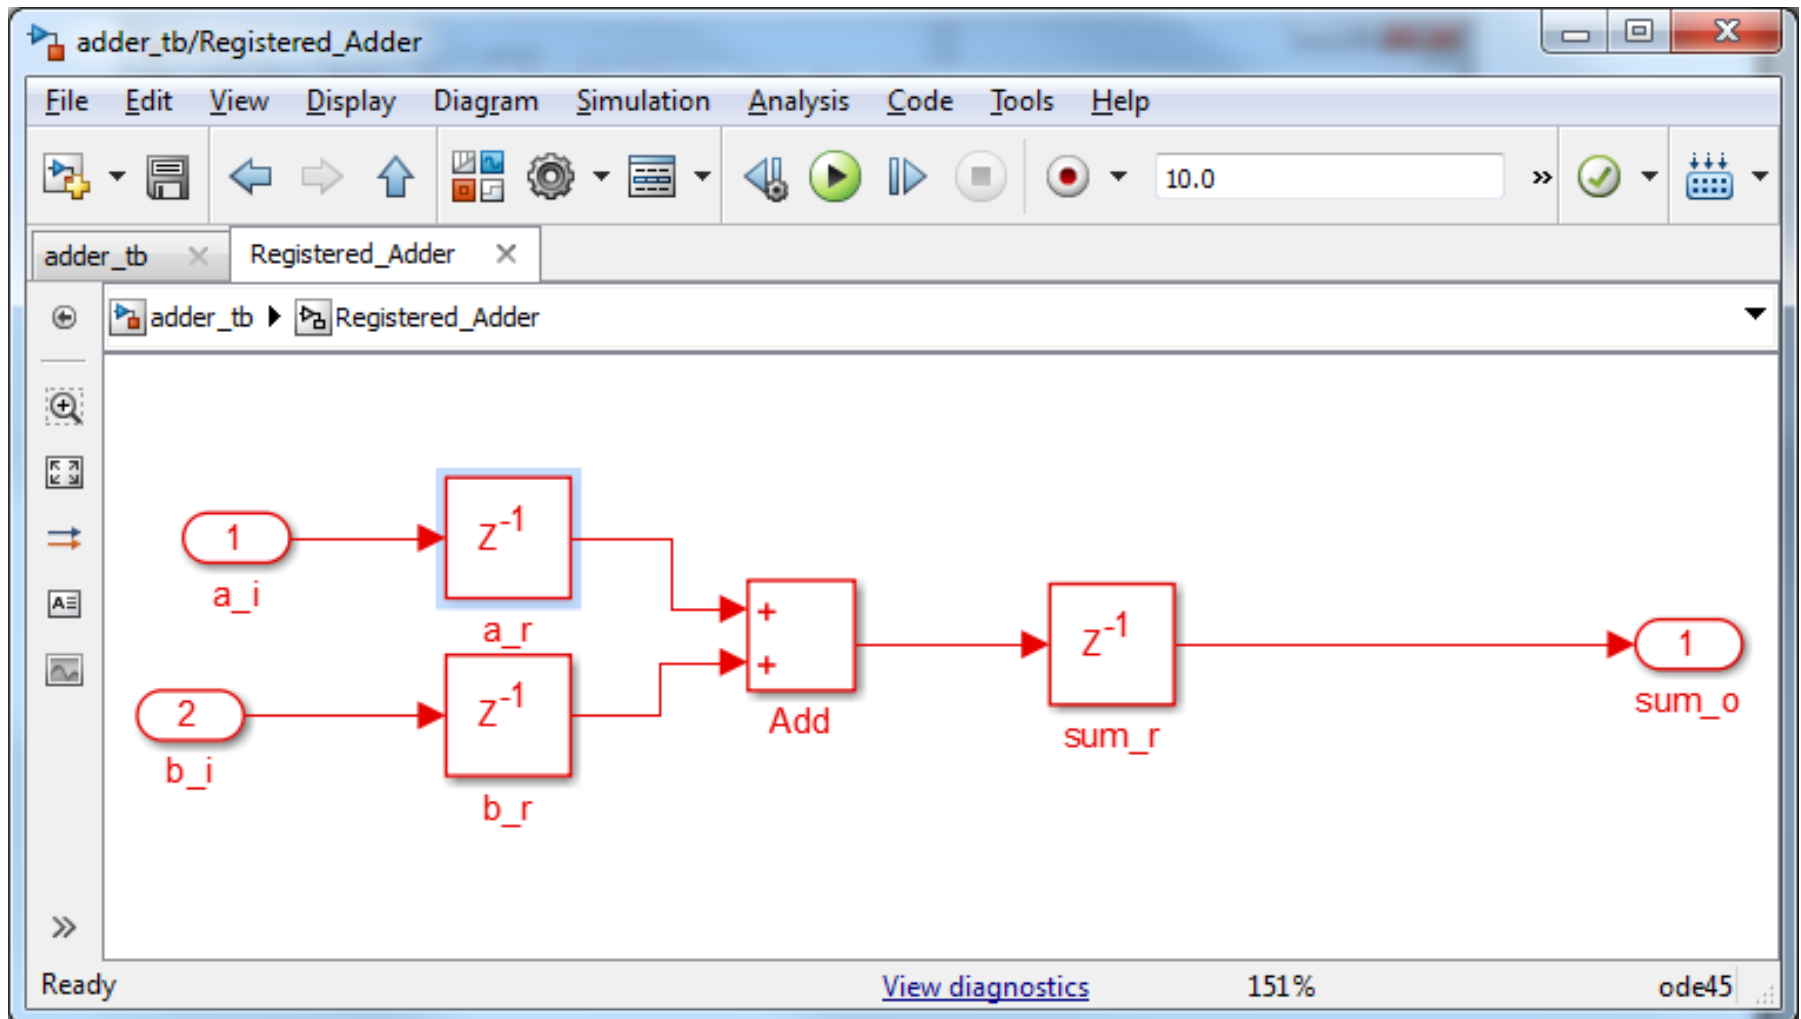 adder_tb/Registered_Adder
File Edit View Display Diagram Simulation Analysis Code Tools Help
10.0
adder_tb Registered_Adder
adder_tb Registered_Adder
1
a_i
Z-1
a_r
2
b_i
Z-1
b_r
+
+
Add
Z-1
sum_r
1
sum_o
Ready View diagnostics 151% ode45